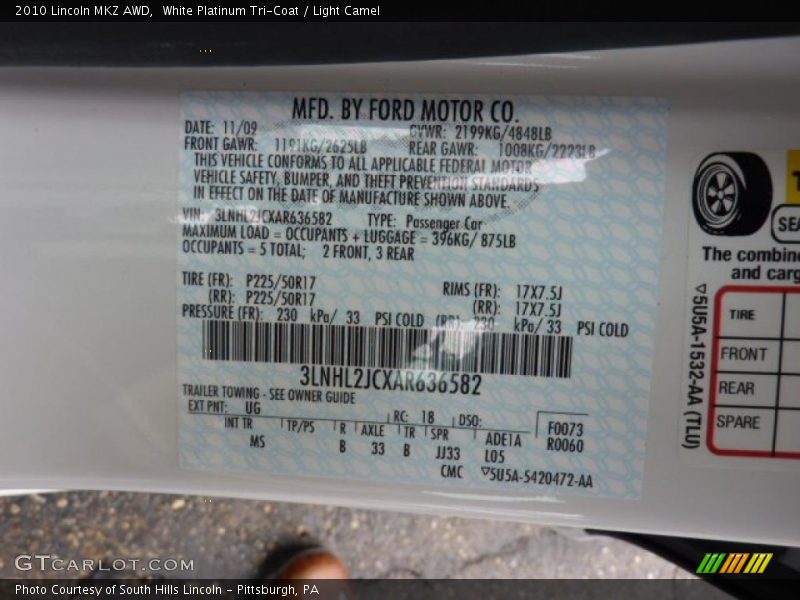 2010 Lincoln MKZ AWD,  White Platinum Tri-Coat / Light Camel
MFD. BY FORD MOTOR CO.
DATE: 11/09 GVWR: 2199KG/4848LB
FRONT GAWR: 1191KG/2625LB REAR GAWR: 1008KG/2223LB
THIS VEHICLE CONFORMS TO ALL APPLICABLE FEDERAL MOTOR
VEHICLE SAFETY, BUMPER, AND THEFT PREVENTION STANDARDS
IN EFFECT ON THE DATE OF MANUFACTURE SHOWN ABOVE.
VIN: 3LNHL2JCXAR636582 TYPE: Passenger Car
MAXIMUM LOAD = OCCUPANTS + LUGGAGE = 396KG/ 875LB
OCCUPANTS = 5 TOTAL; 2 FRONT, 3 REAR
TIRE (FR): P225/50R17 RIMS (FR): 17X7.5J
(RR): P225/50R17 (RR): 17X7.5J
PRESSURE (FR): 230 kPa/ 33 PSI COLD (RR): 230 kPa/ 33 PSI COLD
3LNHL2JCXAR636582
TRAILER TOWING - SEE OWNER GUIDE
EXT PNT: UG RC: 18 DSO: F0073
INT TR TP/PS R AXLE TR SPR ADE1A R0060
MS B 33 B JJ33 L05
CMC ▽5U5A-5420472-AA
SEA
The combine
and carg
▽5U5A-1532-AA (TLU)
TIRE
FRONT
REAR
SPARE
GTCARLOT.COM
Photo Courtesy of South Hills Lincoln - Pittsburgh, PA